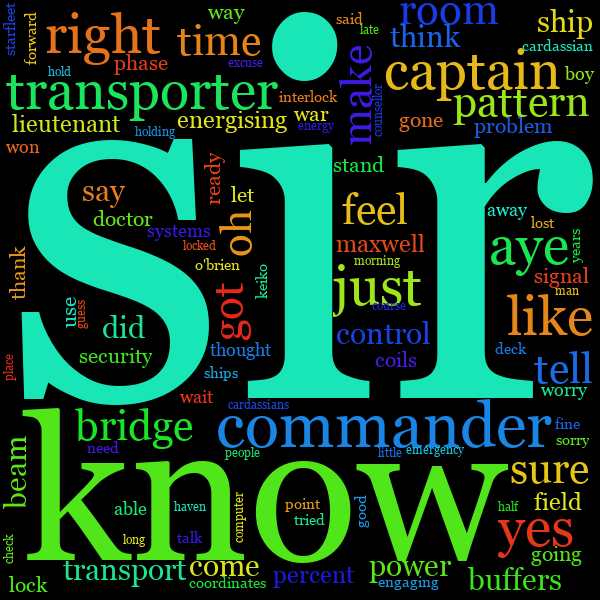 starfleet
forward
way
said
late
room
ship
right
time
think
cardassian
phase
excuse
hold
make
captain
boy
transporter
interlock
counsellor
pattern
lieutenant
energising
war
energy
gone
problem
holding
won
sir
ready
stand
say
let
feel
away
lost
doctor
systems
oh
years
locked
maxwell
aye
thank
o'brien
keiko
morning
signal
man
just
use
guess
got
course
like
did
control
thought
deck
security
coils
tell
place
ships
worry
wait
cardassians
bridge
commander
fine
sorry
need
people
little
emergency
know
beam
sure
able
haven
computer
point
tried
good
half
field
yes
check
long
talk
going
come
power
lock
transport
coordinates
percent
engaging
buffers